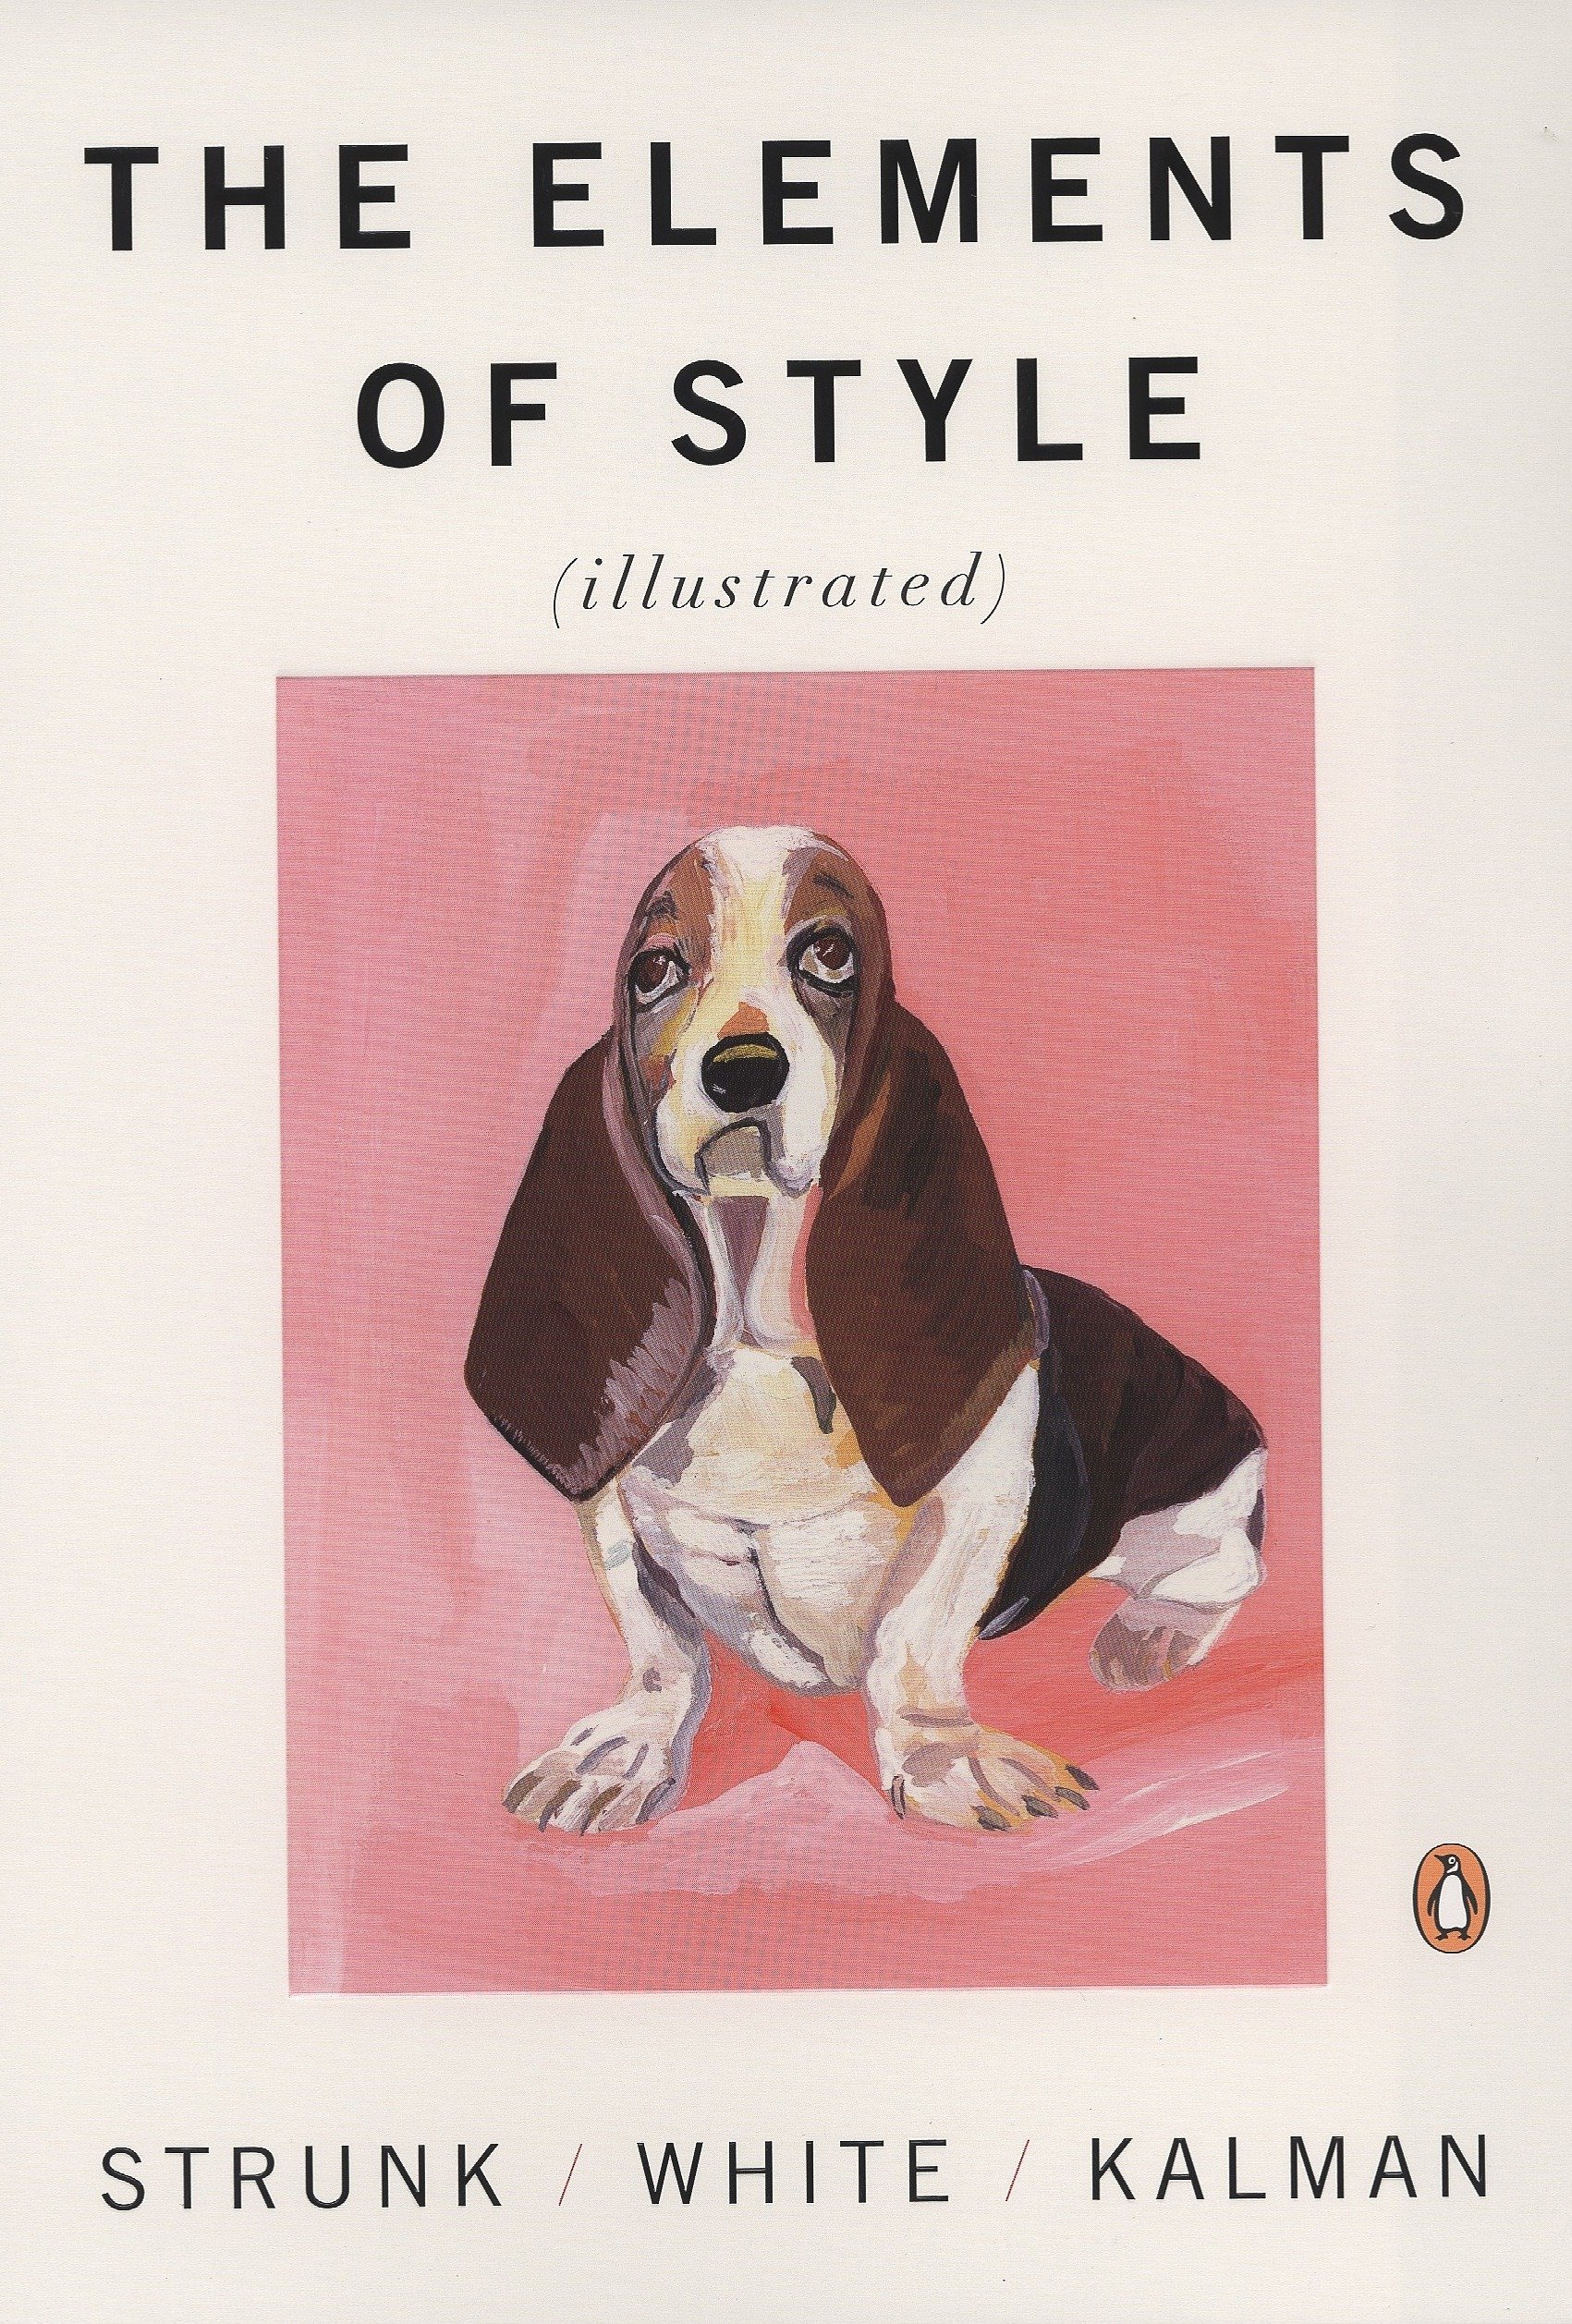 THE ELEMENTS
OF STYLE
(illustrated)
STRUNK / WHITE / KALMAN